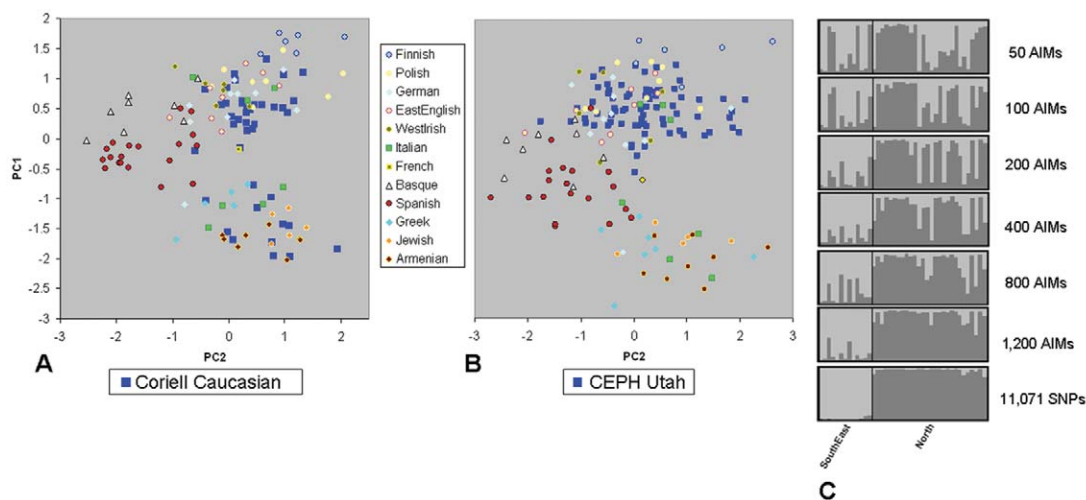 2
1.5
1
0.5
0
-0.5
-1
-1.5
-2
-2.5
-3
PC1
-3 -2 -1 0 1 2
PC2
A
Coriell Caucasian
Finnish
Polish
German
EastEnglish
WestIrish
Italian
French
Basque
Spanish
Greek
Jewish
Armenian
-3 -2 -1 0 1 2 3
PC2
B
CEPH Utah
50 AIMs
100 AIMs
200 AIMs
400 AIMs
800 AIMs
1,200 AIMs
11,071 SNPs
SouthEast
North
C